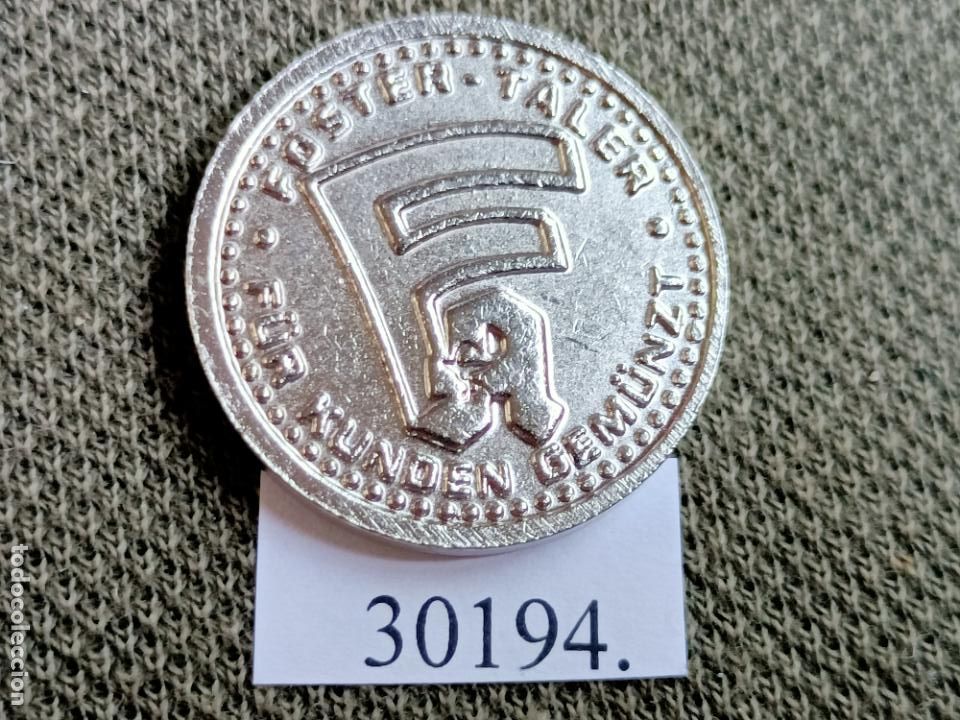 • FÖSTER · TALER •
FÜR KUNDEN GEMÜNZT
30194.
todocoleccion